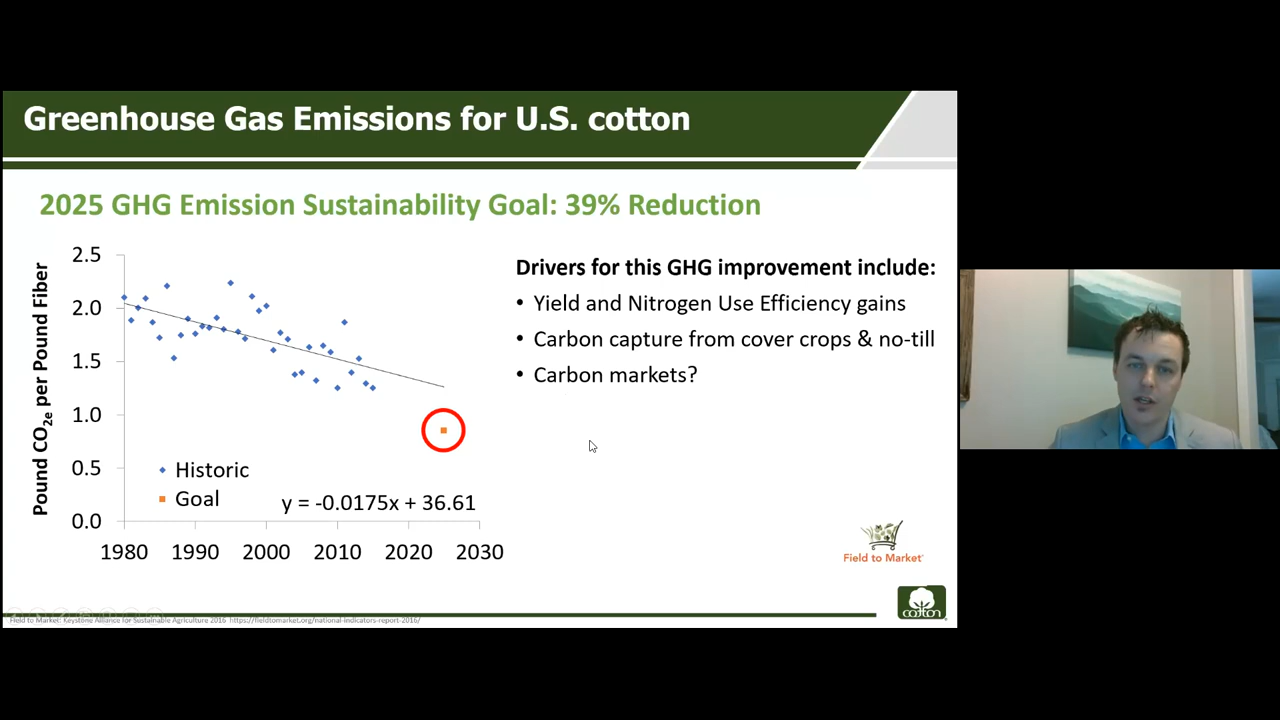 Greenhouse Gas Emissions for U.S. cotton
2025 GHG Emission Sustainability Goal: 39% Reduction
Pound CO2e per Pound Fiber
2.5
2.0
1.5
1.0
0.5
0.0
Historic
Goal
y = -0.0175x + 36.61
1980 1990 2000 2010 2020 2030
Drivers for this GHG improvement include:
• Yield and Nitrogen Use Efficiency gains
• Carbon capture from cover crops & no-till
• Carbon markets?
Field to Market
cotton
Field to Market: Keystone Alliance for Sustainable Agriculture 2016 https://fieldtomarket.org/national-indicators-report-2016/